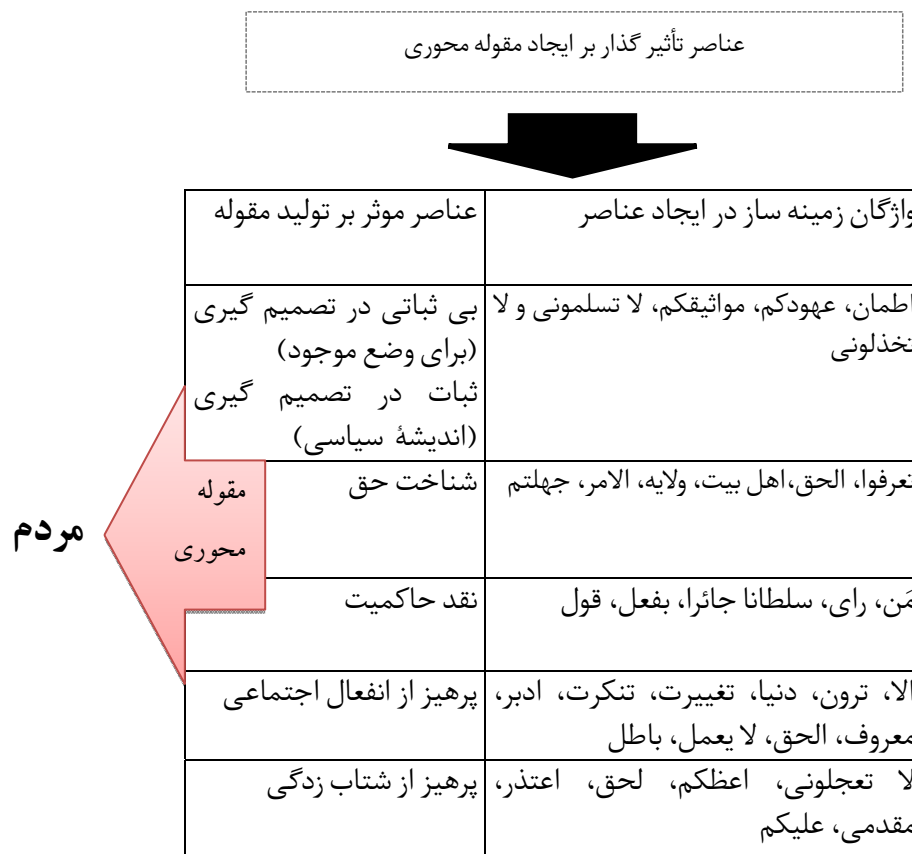 عناصر تأثیر گذار بر ایجاد مقوله محوری
واژگان زمینه ساز در ایجاد عناصر
عناصر موثر بر تولید مقوله
اطمان، عهودکم، مواثیقکم، لا تسلمونی و لا
تخذلونی
بی ثباتی در تصمیم گیری
(برای وضع موجود)
ثبات در تصمیم گیری
(اندیشۀ سیاسی)
تعرفوا، الحق،اهل بیت، ولایه، الامر، جهلتم
شناخت حق
مَن، رای، سلطانا جائرا، بفعل، قول
نقد حاکمیت
الا، ترون، دنیا، تغییرت، تنکرت، ادبر،
معروف، الحق، لا یعمل، باطل
پرهیز از انفعال اجتماعی
لا تعجلونی، اعظکم، لحق، اعتذر،
مقدمی، علیکم
پرهیز از شتاب زدگی
مقوله
محوری
مردم